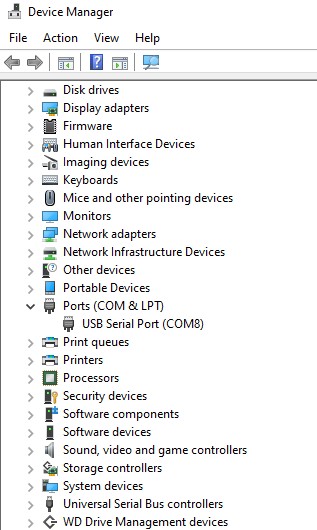 Device Manager
File Action View Help
Disk drives
Display adapters
Firmware
Human Interface Devices
Imaging devices
Keyboards
Mice and other pointing devices
Monitors
Network adapters
Network Infrastructure Devices
Other devices
Portable Devices
Ports (COM & LPT)
USB Serial Port (COM8)
Print queues
Printers
Processors
Security devices
Software components
Software devices
Sound, video and game controllers
Storage controllers
System devices
Universal Serial Bus controllers
WD Drive Management devices